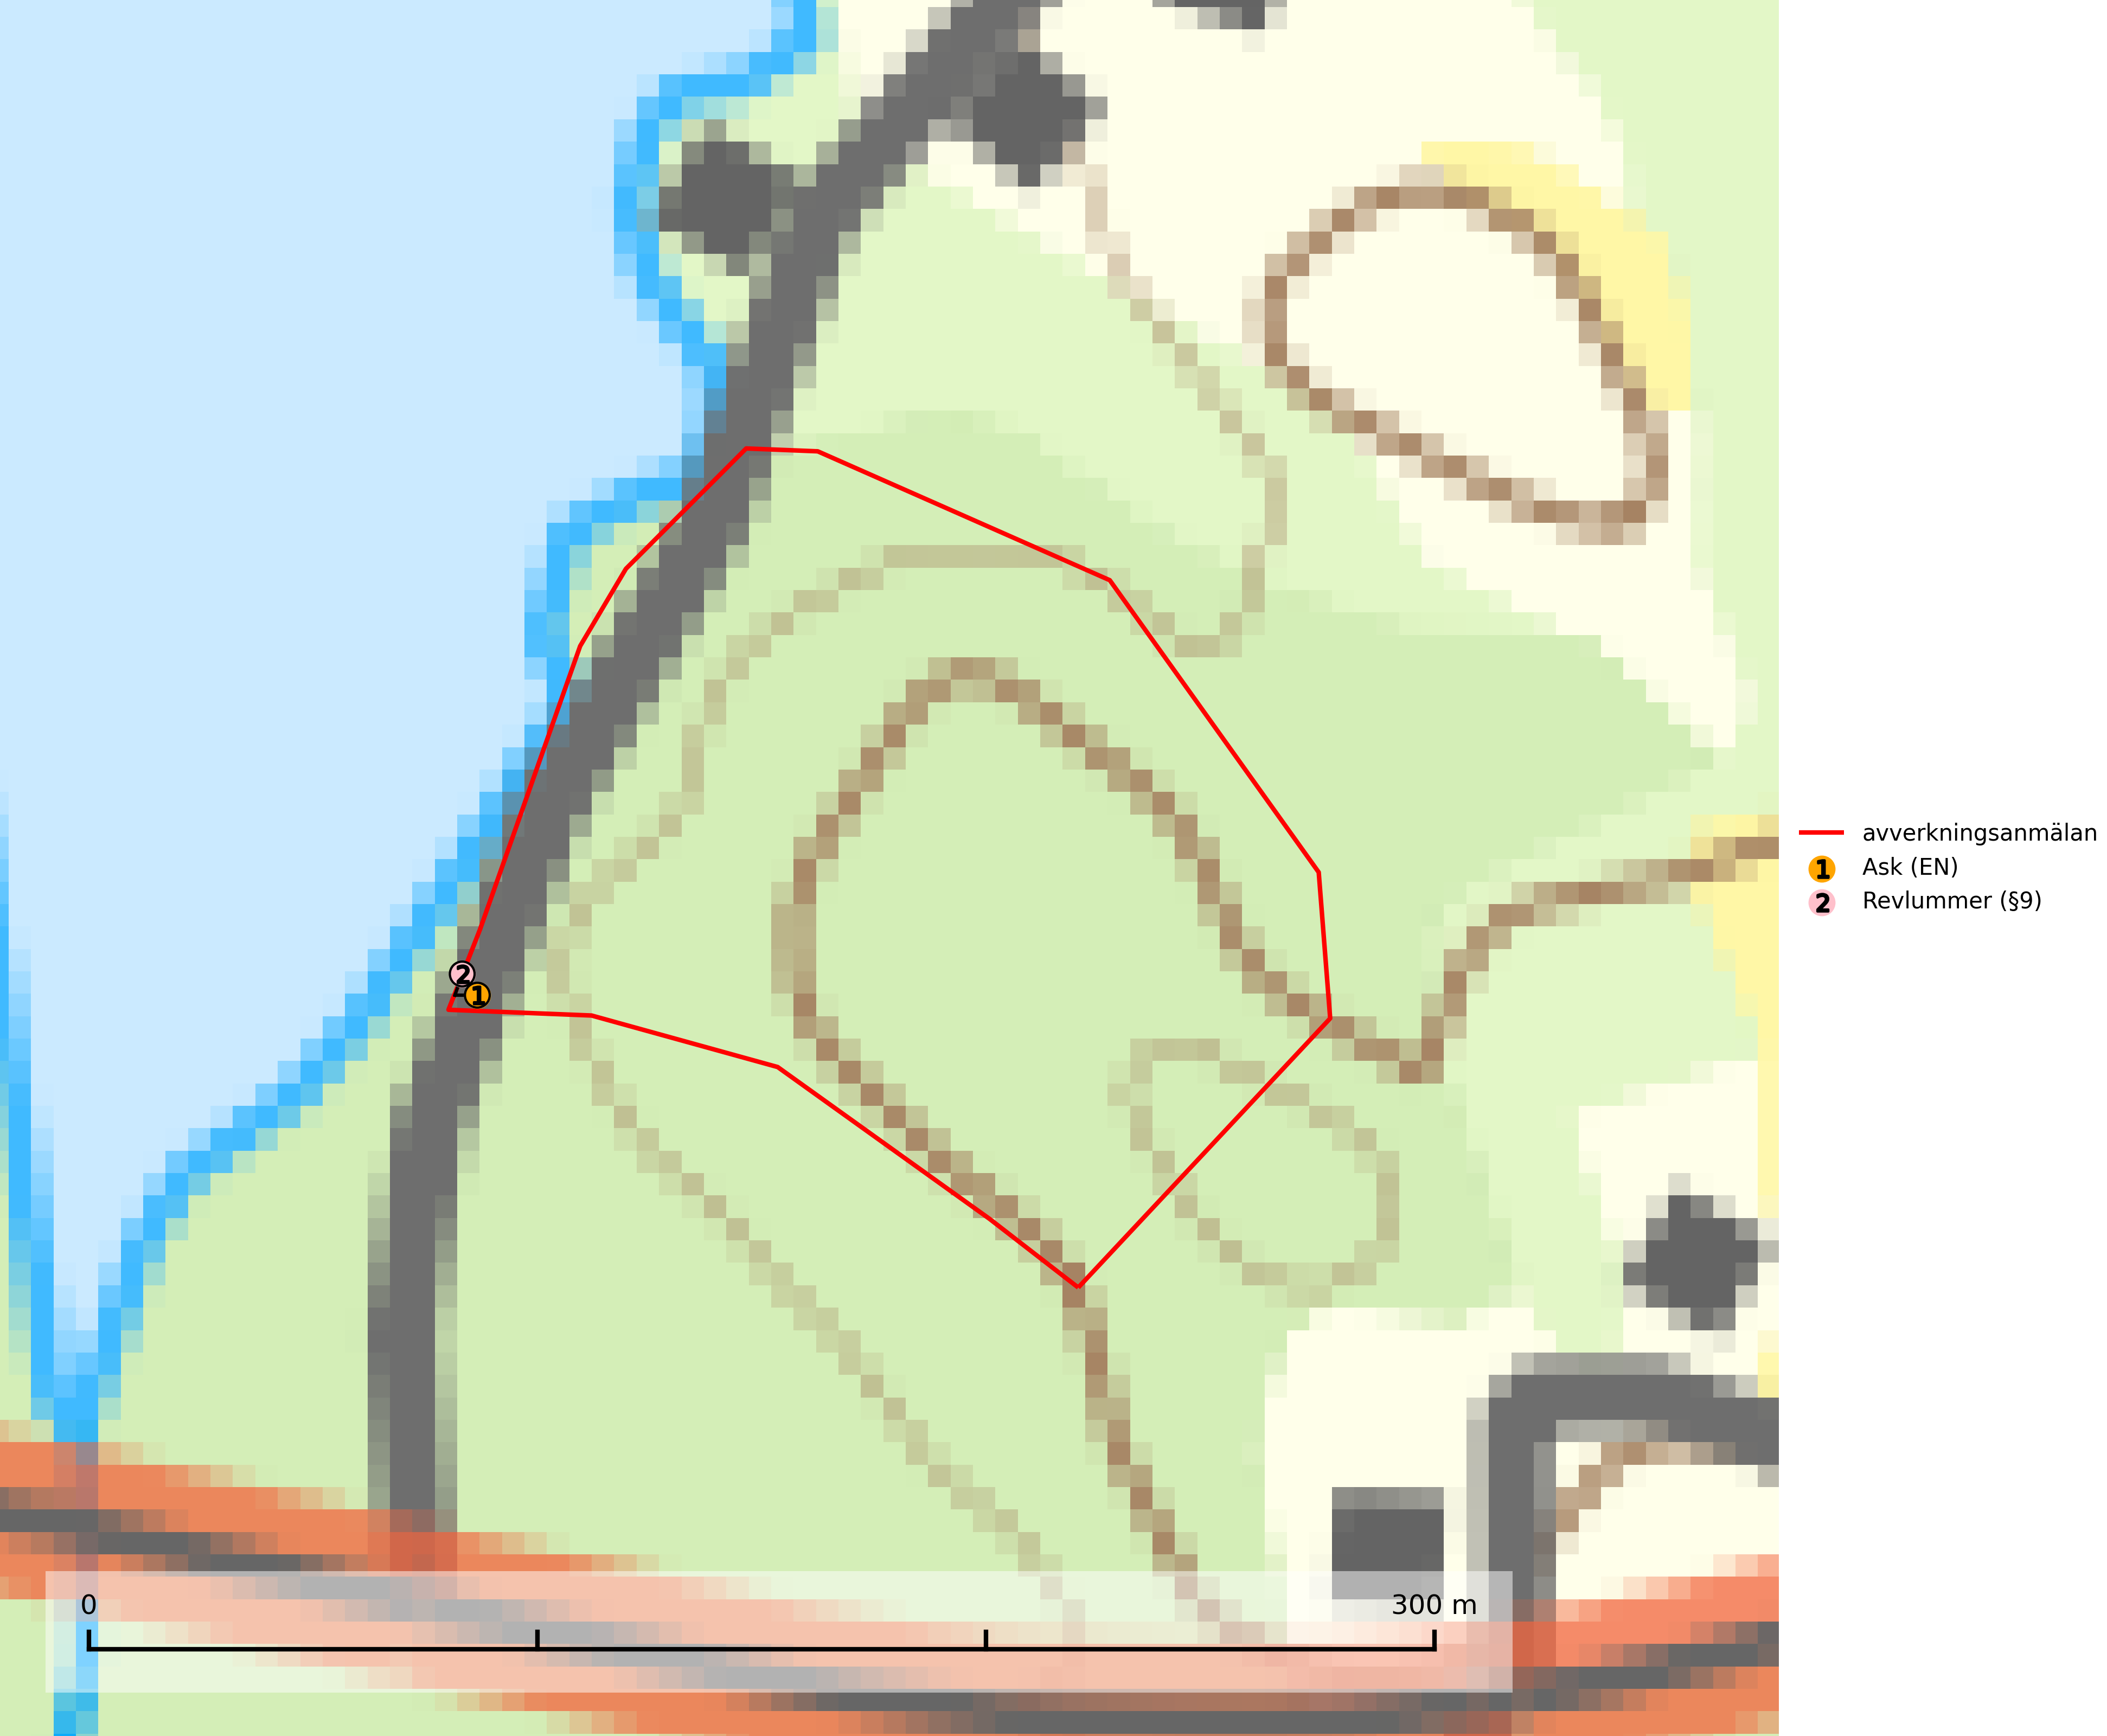 avverkningsanmälan
1 Ask (EN)
2 Revlummer (§9)
2
1
0 300 m